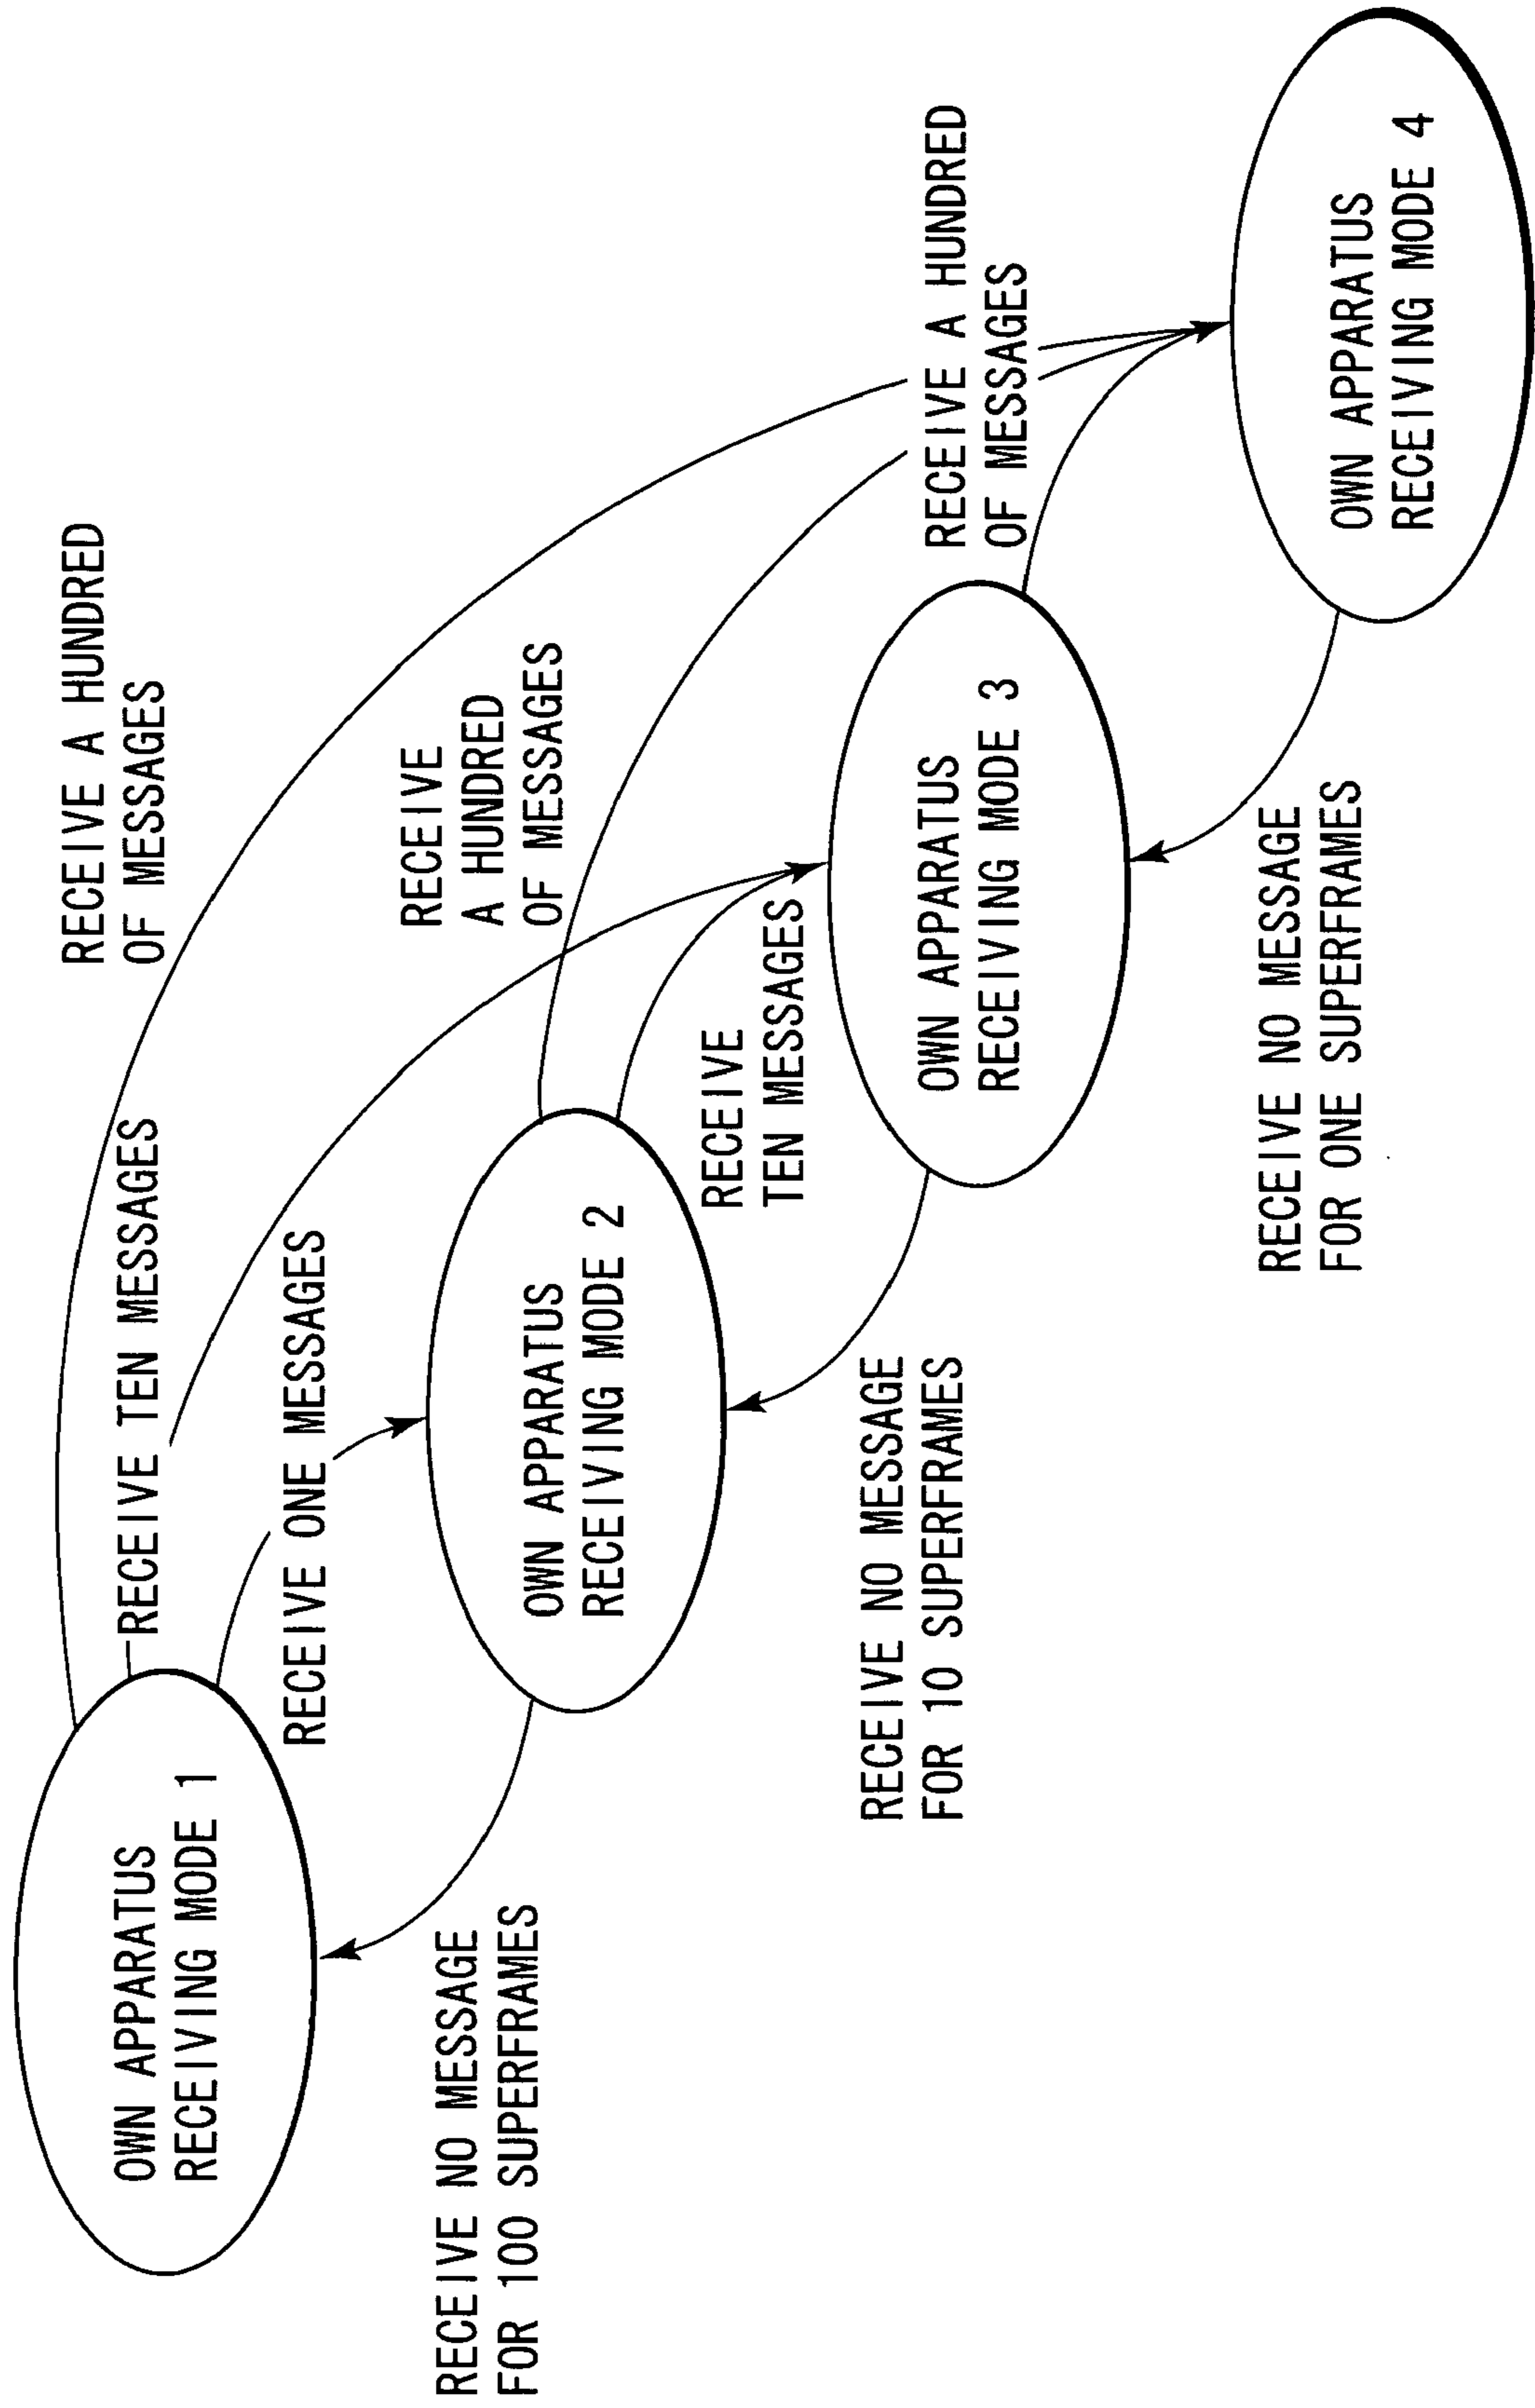 OWN APPARATUS
RECEIVING MODE 1
RECEIVE A HUNDRED
OF MESSAGES
RECEIVE TEN MESSAGES
RECEIVE ONE MESSAGES
RECEIVE NO MESSAGE
FOR 100 SUPERFRAMES
OWN APPARATUS
RECEIVING MODE 2
RECEIVE
A HUNDRED
OF MESSAGES
RECEIVE
TEN MESSAGES
RECEIVE NO MESSAGE
FOR 10 SUPERFRAMES
OWN APPARATUS
RECEIVING MODE 3
RECEIVE A HUNDRED
OF MESSAGES
RECEIVE NO MESSAGE
FOR ONE SUPERFRAMES
OWN APPARATUS
RECEIVING MODE 4